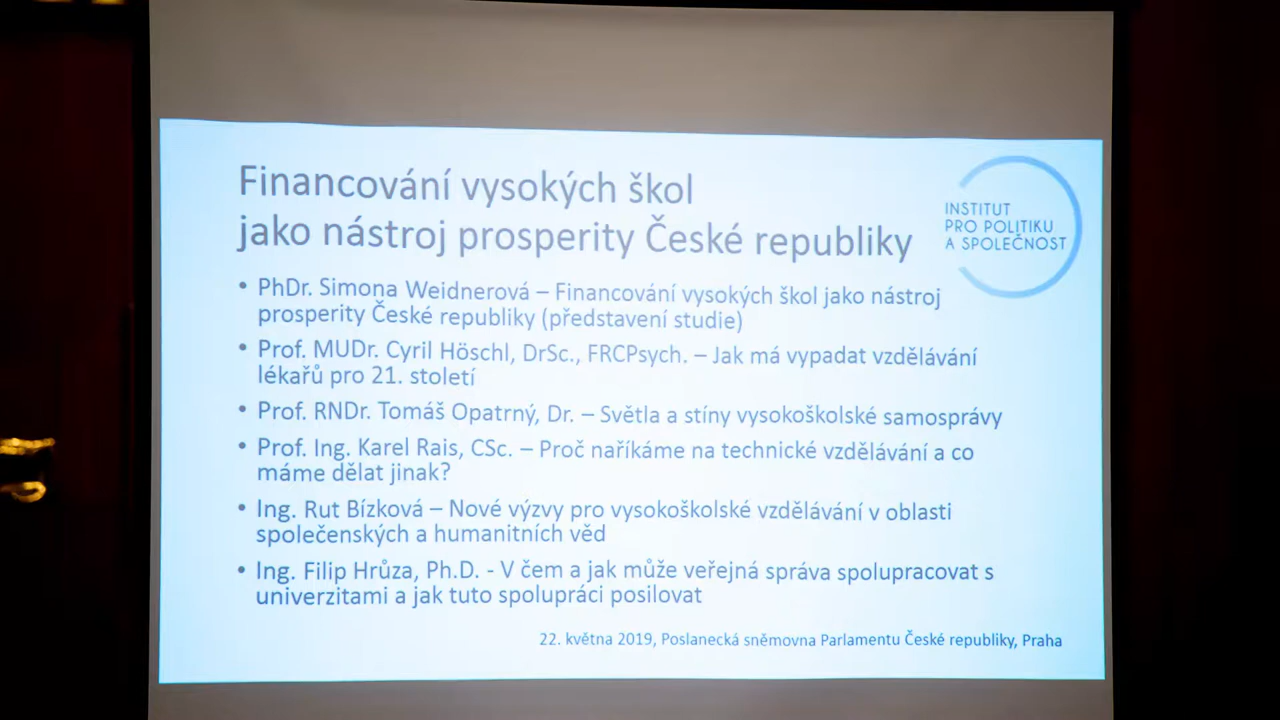 Financování vysokých škol
jako nástroj prosperity České republiky
INSTITUT
PRO POLITIKU
A SPOLEČNOST
• PhDr. Simona Weidnerová – Financování vysokých škol jako nástroj
prosperity České republiky (představení studie)
• Prof. MUDr. Cyril Höschl, DrSc., FRCPsych. – Jak má vypadat vzdělávání
lékařů pro 21. století
• Prof. RNDr. Tomáš Opatrný, Dr. – Světla a stíny vysokoškolské samosprávy
• Prof. Ing. Karel Rais, CSc. – Proč naříkáme na technické vzdělávání a co
máme dělat jinak?
• Ing. Rut Bízková – Nové výzvy pro vysokoškolské vzdělávání v oblasti
společenských a humanitních věd
• Ing. Filip Hrůza, Ph.D. - V čem a jak může veřejná správa spolupracovat s
univerzitami a jak tuto spolupráci posilovat
22. května 2019, Poslanecká sněmovna Parlamentu České republiky, Praha